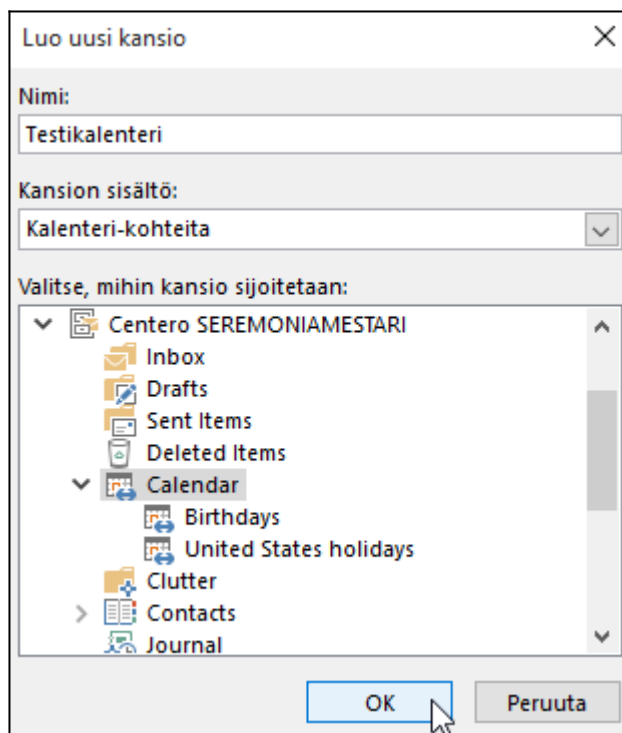 Luo uusi kansio
Nimi:
Testikalenteri
Kansion sisältö:
Kalenteri-kohteita
Valitse, mihin kansio sijoitetaan:
Centero SEREMONIAMESTARI
Inbox
Drafts
Sent Items
Deleted Items
Calendar
Birthdays
United States holidays
Clutter
Contacts
Journal
OK
Peruuta